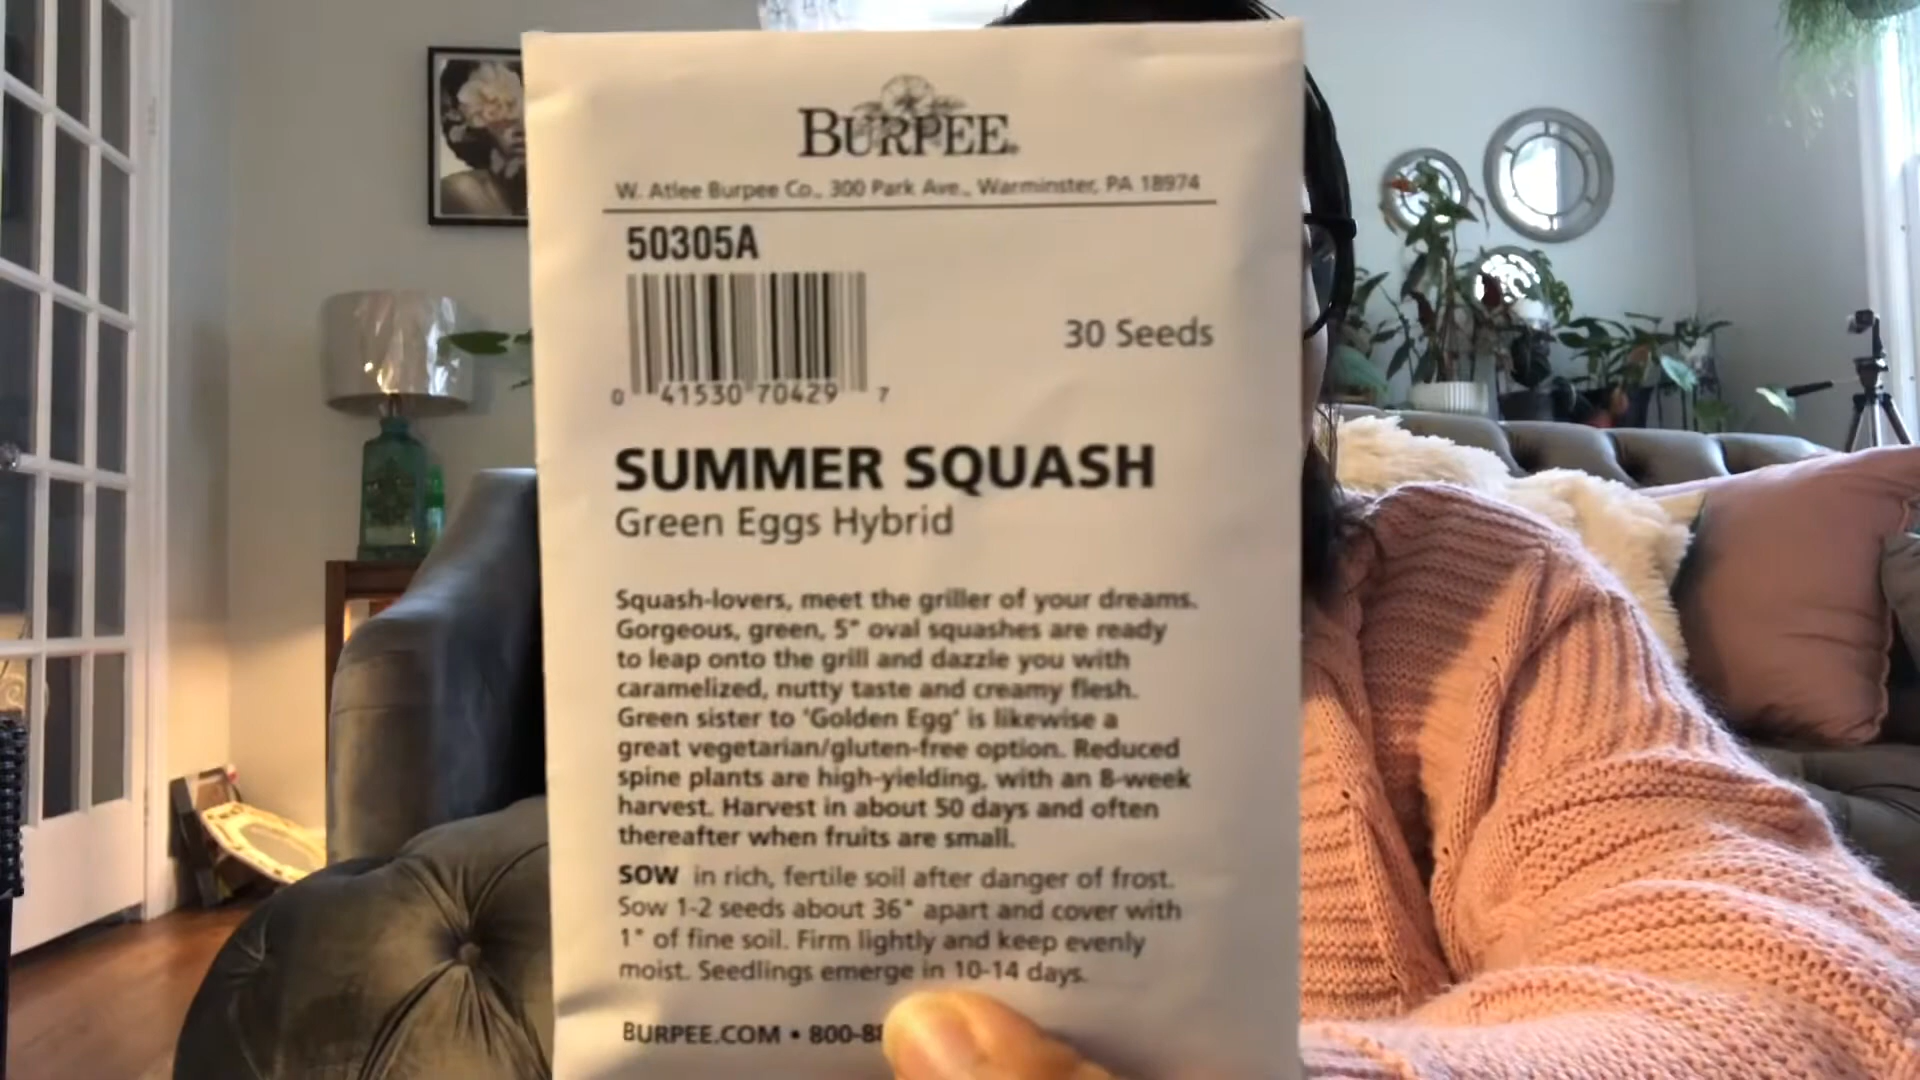 BURPEE
W. Atlee Burpee Co., 300 Park Ave., Warminster, PA 18974
50305A
30 Seeds
0 41530 70429 7
SUMMER SQUASH
Green Eggs Hybrid
Squash-lovers, meet the griller of your dreams.
Gorgeous, green, 5" oval squashes are ready
to leap onto the grill and dazzle you with
caramelized, nutty taste and creamy flesh.
Green sister to 'Golden Egg' is likewise a
great vegetarian/gluten-free option. Reduced
spine plants are high-yielding, with an 8-week
harvest. Harvest in about 50 days and often
thereafter when fruits are small.
SOW in rich, fertile soil after danger of frost.
Sow 1-2 seeds about 36" apart and cover with
1" of fine soil. Firm lightly and keep evenly
moist. Seedlings emerge in 10-14 days.
BURPEE.COM • 800-88